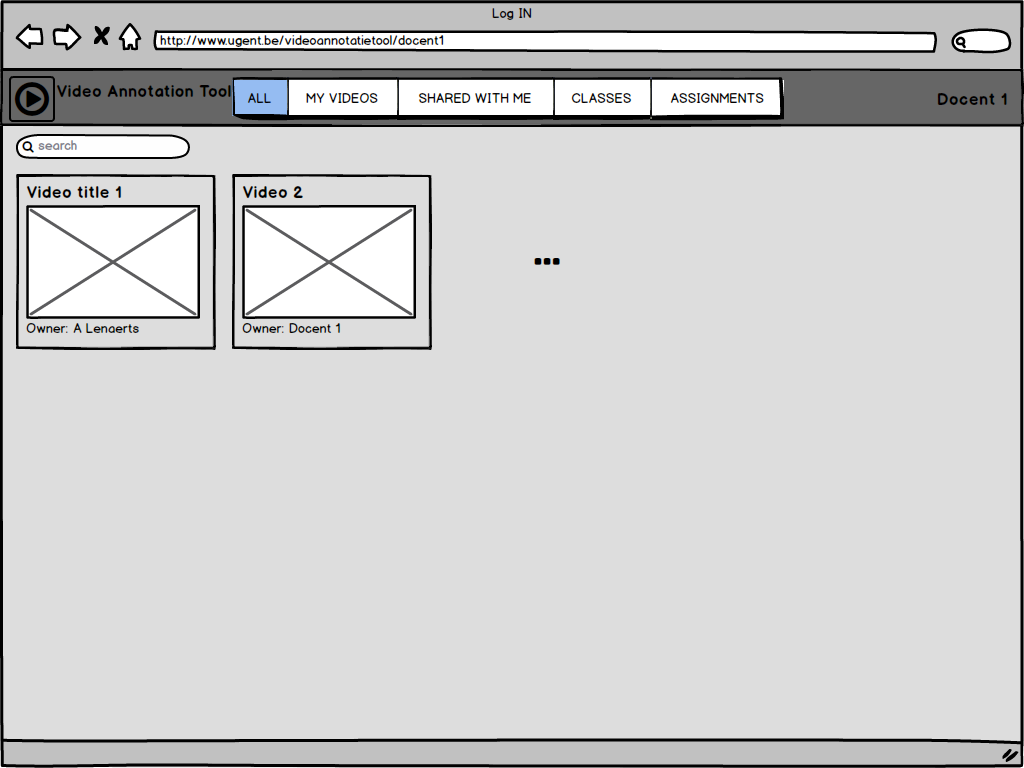 Log IN
http://www.ugent.be/videoannotatietool/docent1
Video Annotation Tool
ALL MY VIDEOS SHARED WITH ME CLASSES ASSIGNMENTS
Docent 1
search
Video title 1
Owner: A Lenaerts
Video 2
Owner: Docent 1
...